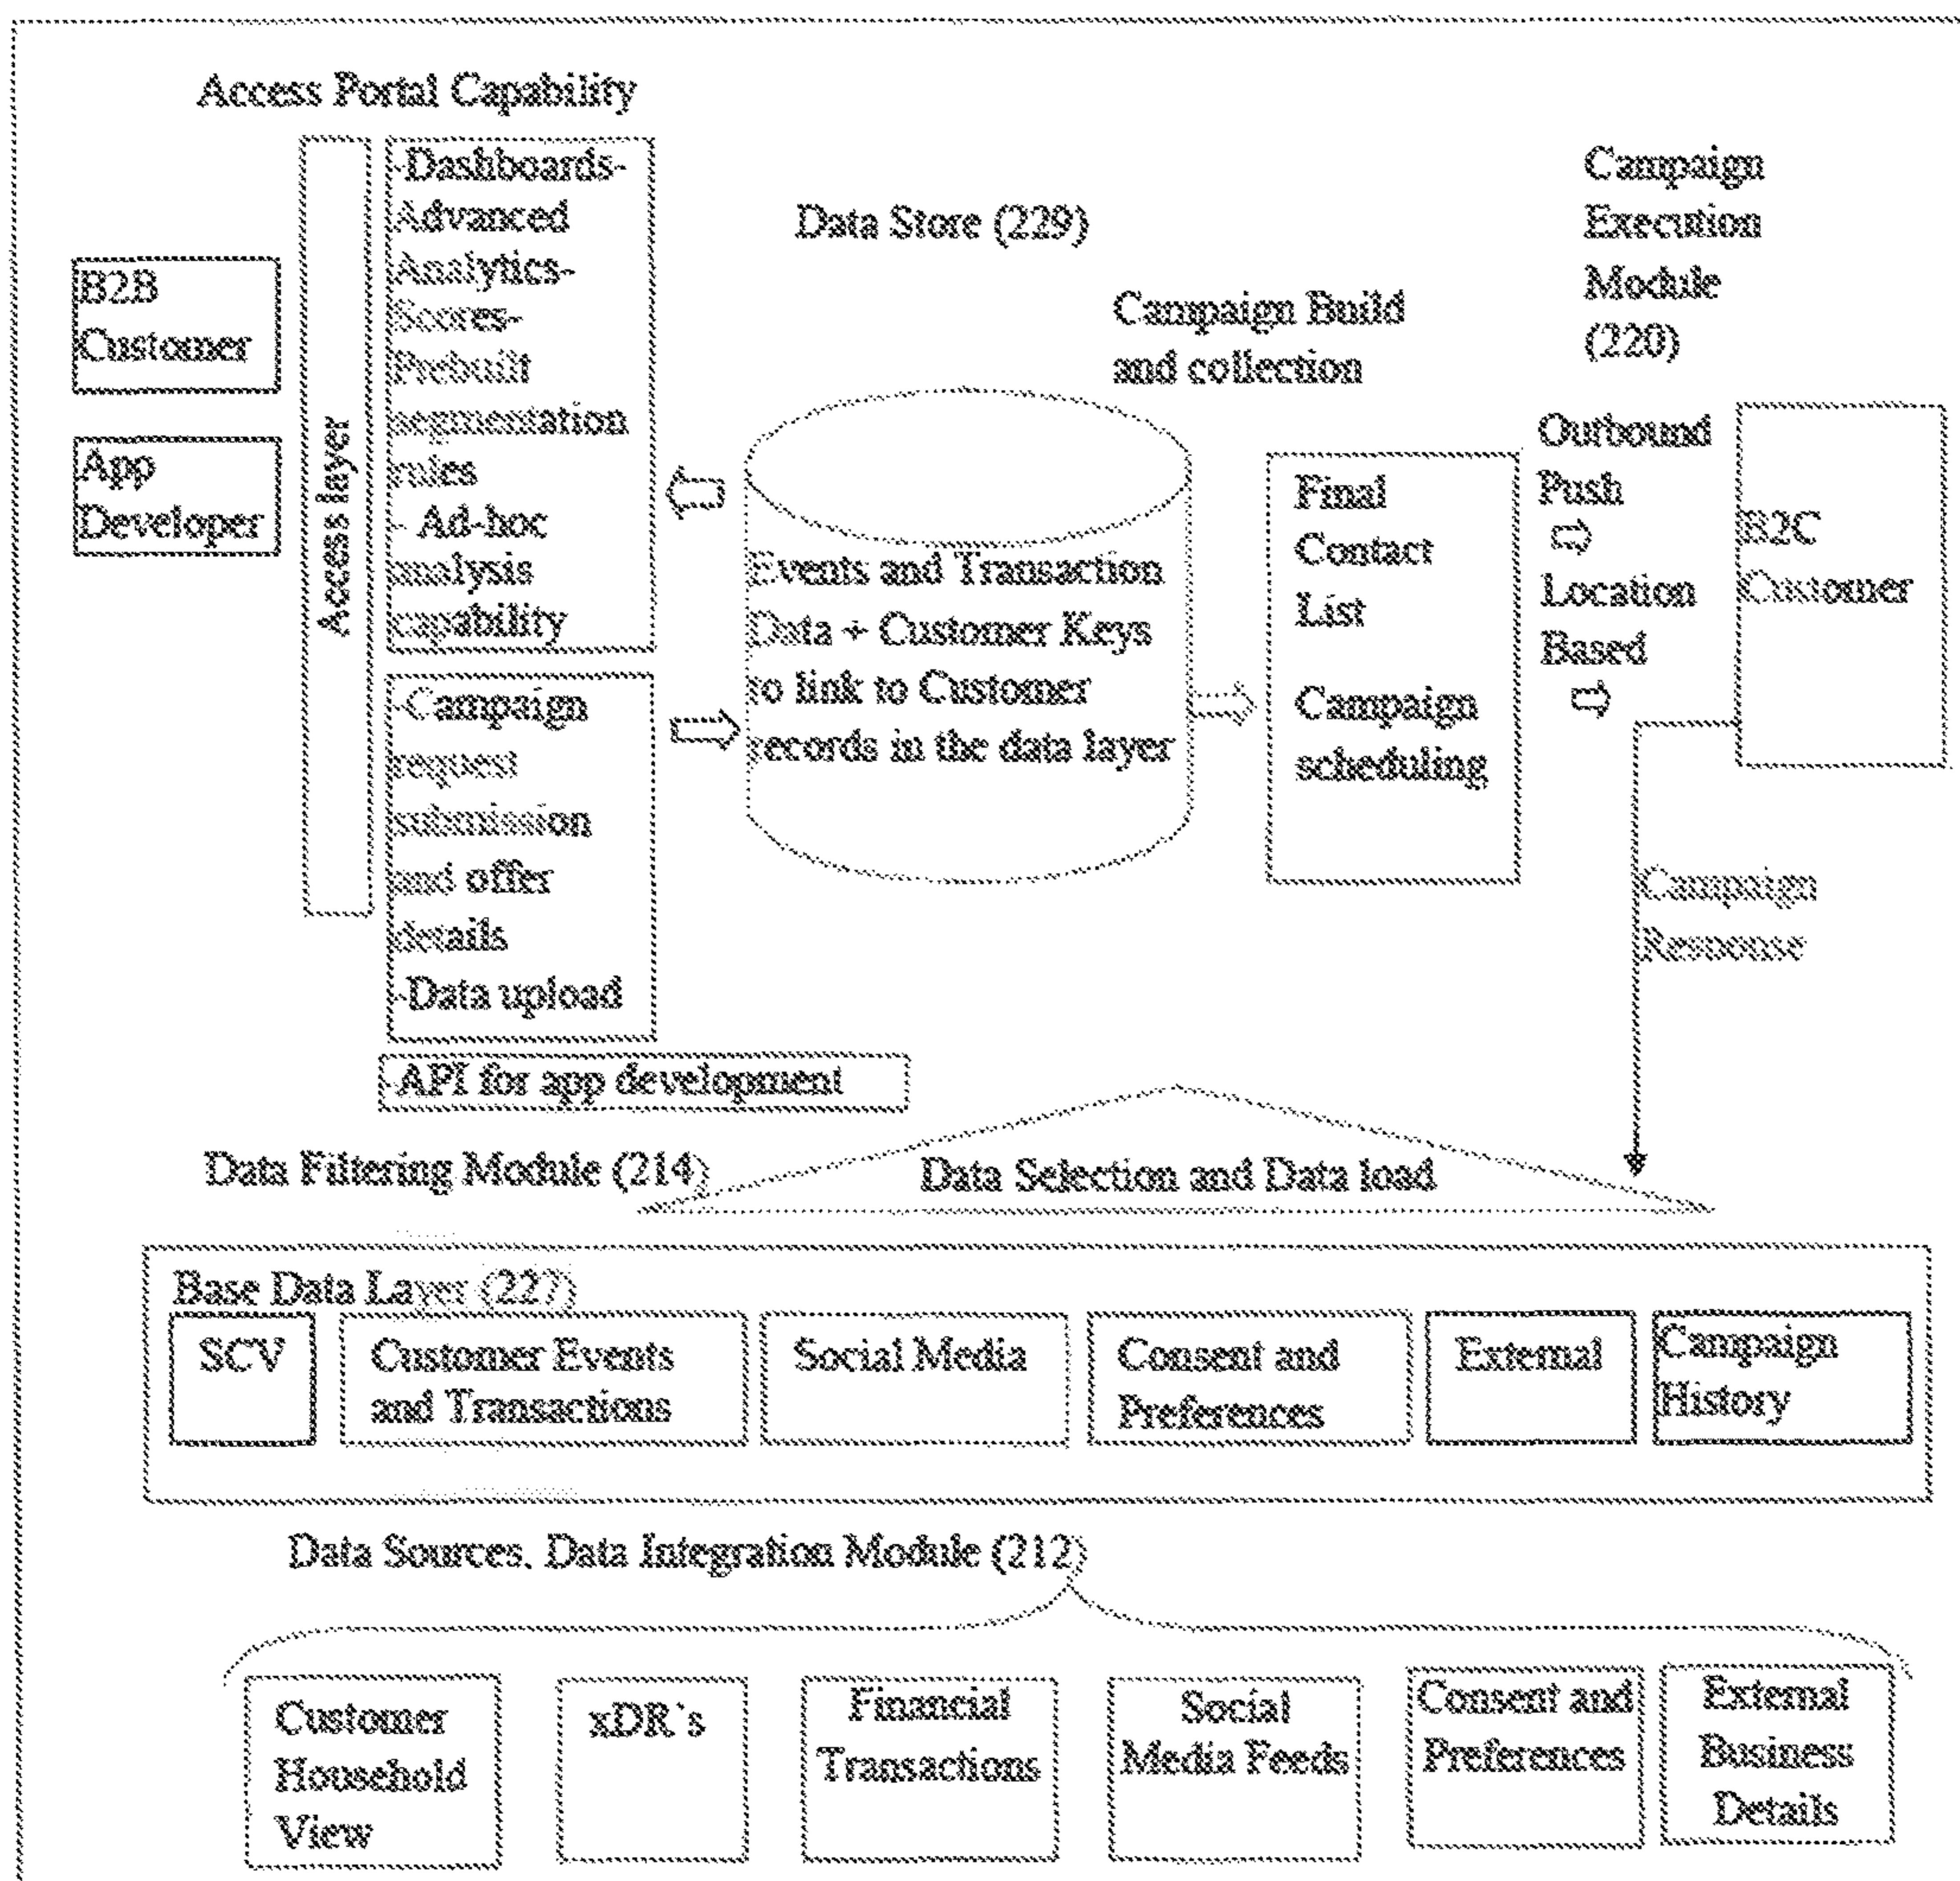 Access Portal Capability
B2B
Customer
App
Developer
Access layer
-Dashboards-
Advanced
Analytics-
Scores-
Prebuilt
segmentation
rules
- Ad-hoc
analysis
capability
-Campaign
request
submission
and offer
details
-Data upload
-API for app development
Data Store (229)
Events and Transaction
Data + Customer Keys
to link to Customer
records in the data layer
Campaign Build
and collection
Final
Contact
List
Campaign
scheduling
Campaign
Execution
Module
(220)
Outbound
Push
Location
Based
B2C
Customer
Campaign
Response
Data Filtering Module (214)
Data Selection and Data load
Base Data Layer (227)
SCV
Customer Events
and Transactions
Social Media
Consent and
Preferences
External
Campaign
History
Data Sources. Data Integration Module (212)
Customer
Household
View
xDR`s
Financial
Transactions
Social
Media Feeds
Consent and
Preferences
External
Business
Details